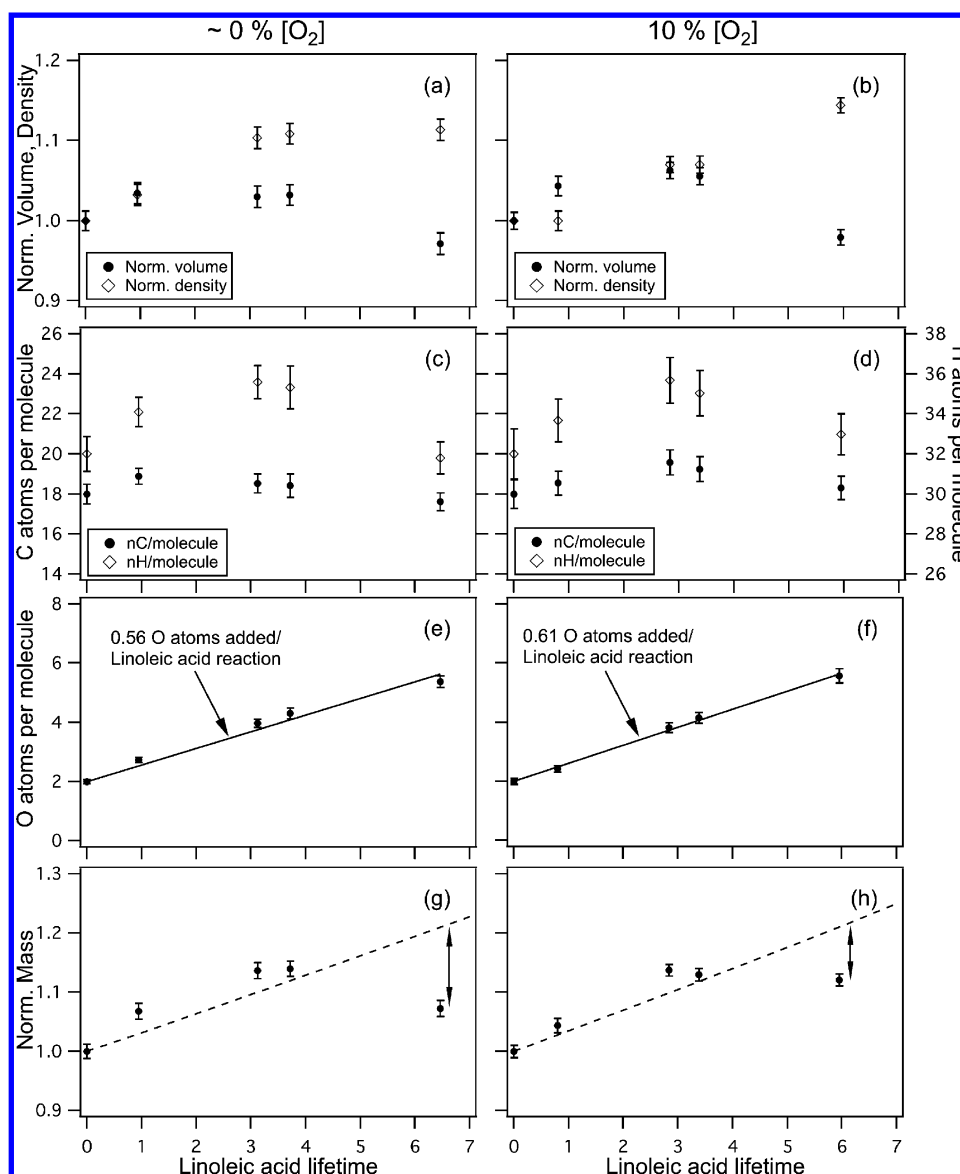 ~ 0 % [O2]
10 % [O2]
Norm. Volume, Density
1.2
1.1
1.0
0.9
(a)
Norm. volume
Norm. density
(b)
Norm. volume
Norm. density
C atoms per molecule
26
24
22
20
18
16
14
(c)
nC/molecule
nH/molecule
(d)
nC/molecule
nH/molecule
38
36
34
32
30
28
26
atoms per molecule
O atoms per molecule
8
6
4
2
0
0.56 O atoms added/
Linoleic acid reaction
(e)
0.61 O atoms added/
Linoleic acid reaction
(f)
Norm. Mass
1.3
1.2
1.1
1.0
0.9
(g)
(h)
0 1 2 3 4 5 6 7
0 1 2 3 4 5 6 7
Linoleic acid lifetime
Linoleic acid lifetime